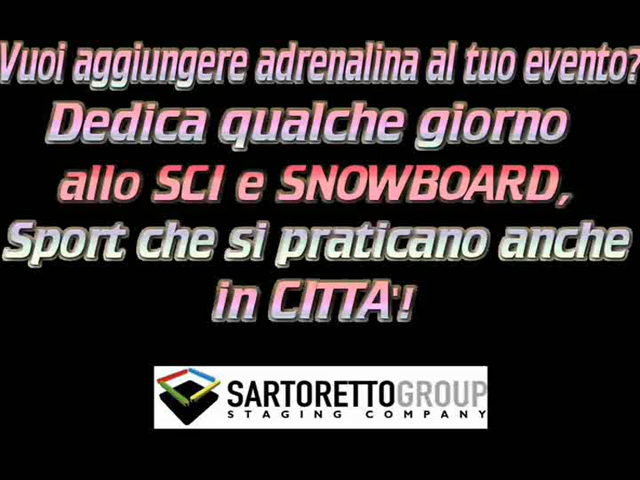 Vuoi aggiungere adrenalina al tuo evento?
Dedica qualche giorno
allo SCI e SNOWBOARD,
Sport che si praticano anche
in CITTA'!
SARTORETTOGROUP
STAGING COMPANY